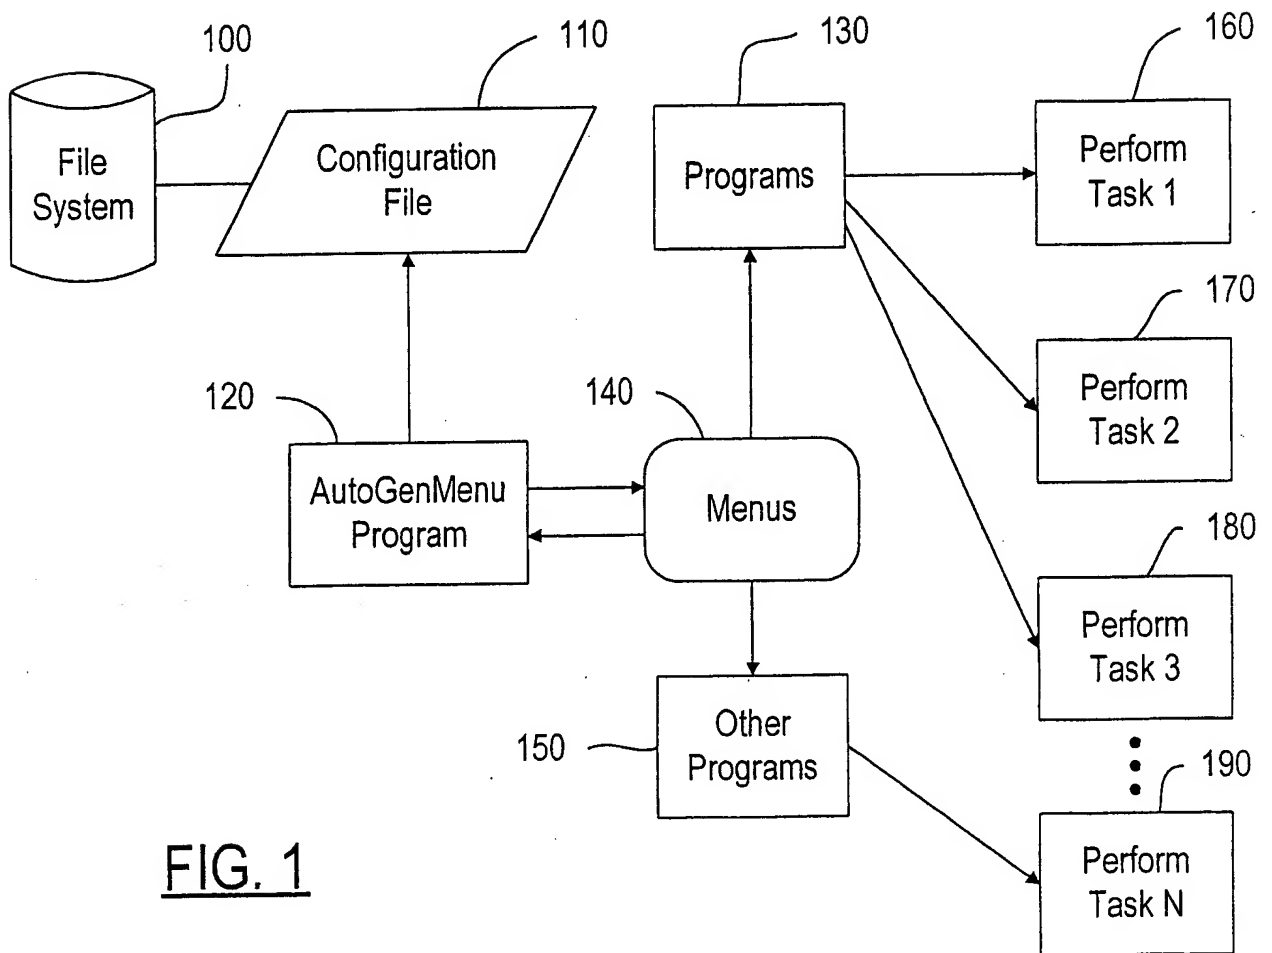 100
110
130
160
File
System
Configuration
File
Programs
Perform
Task 1
170
120
140
Perform
Task 2
AutoGenMenu
Program
Menus
180
Perform
Task 3
150
Other
Programs
190
Perform
Task N
FIG. 1